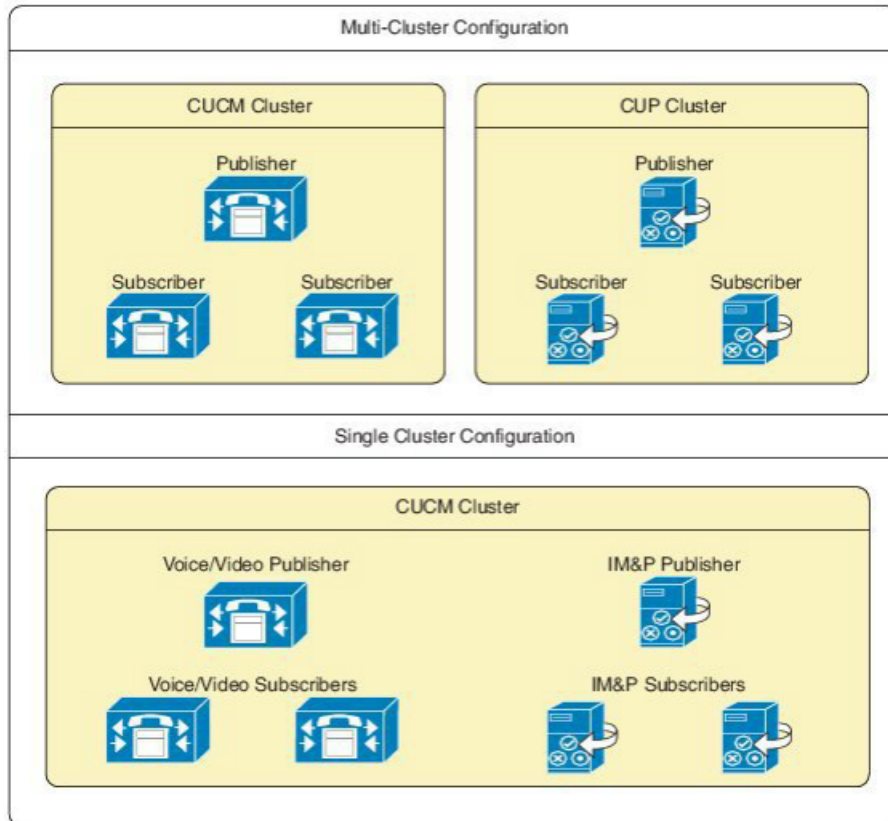 Multi-Cluster Configuration
CUCM Cluster
CUP Cluster
Publisher
Publisher
Subscriber
Subscriber
Subscriber
Subscriber
Single Cluster Configuration
CUCM Cluster
Voice/Video Publisher
IM&P Publisher
Voice/Video Subscribers
IM&P Subscribers